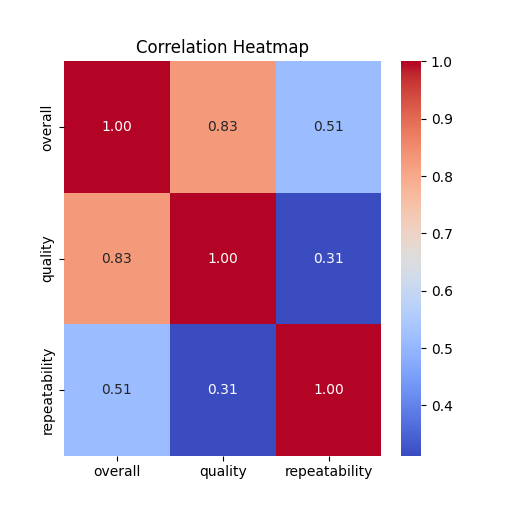 Correlation Heatmap
overall
1.00
0.83
0.51
quality
0.83
1.00
0.31
repeatability
0.51
0.31
1.00
overall
quality
repeatability
1.0
0.9
0.8
0.7
0.6
0.5
0.4